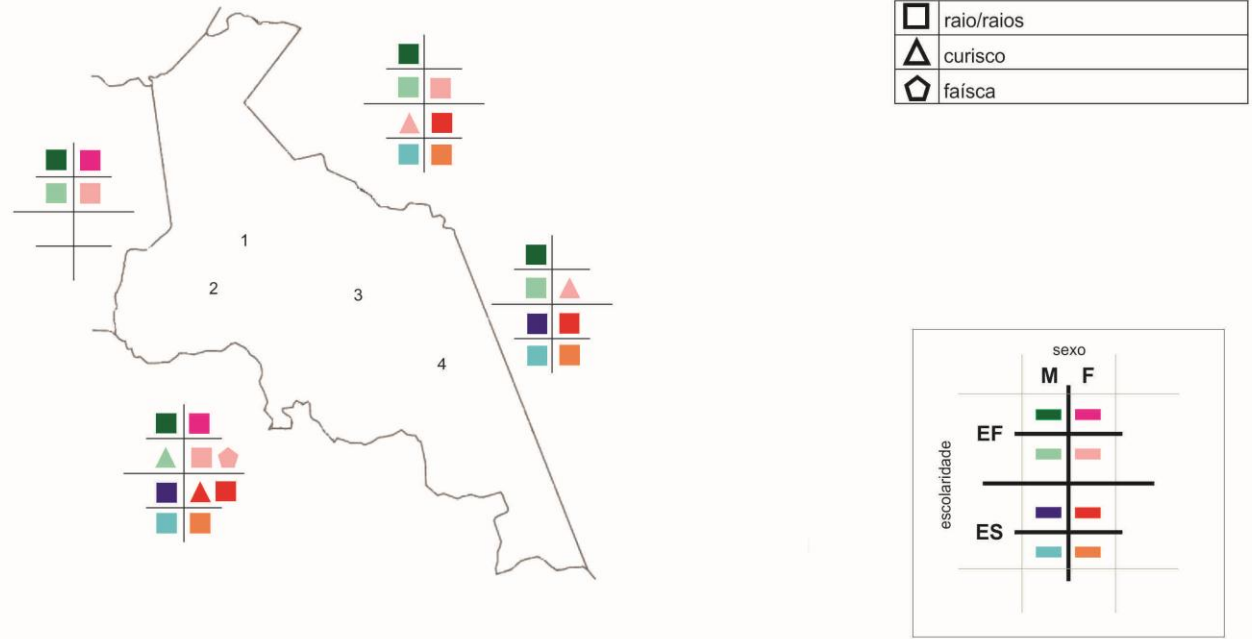 raio/raios
curisco
faísca
1
2
3
4
sexo
M F
EF
escolaridade
ES